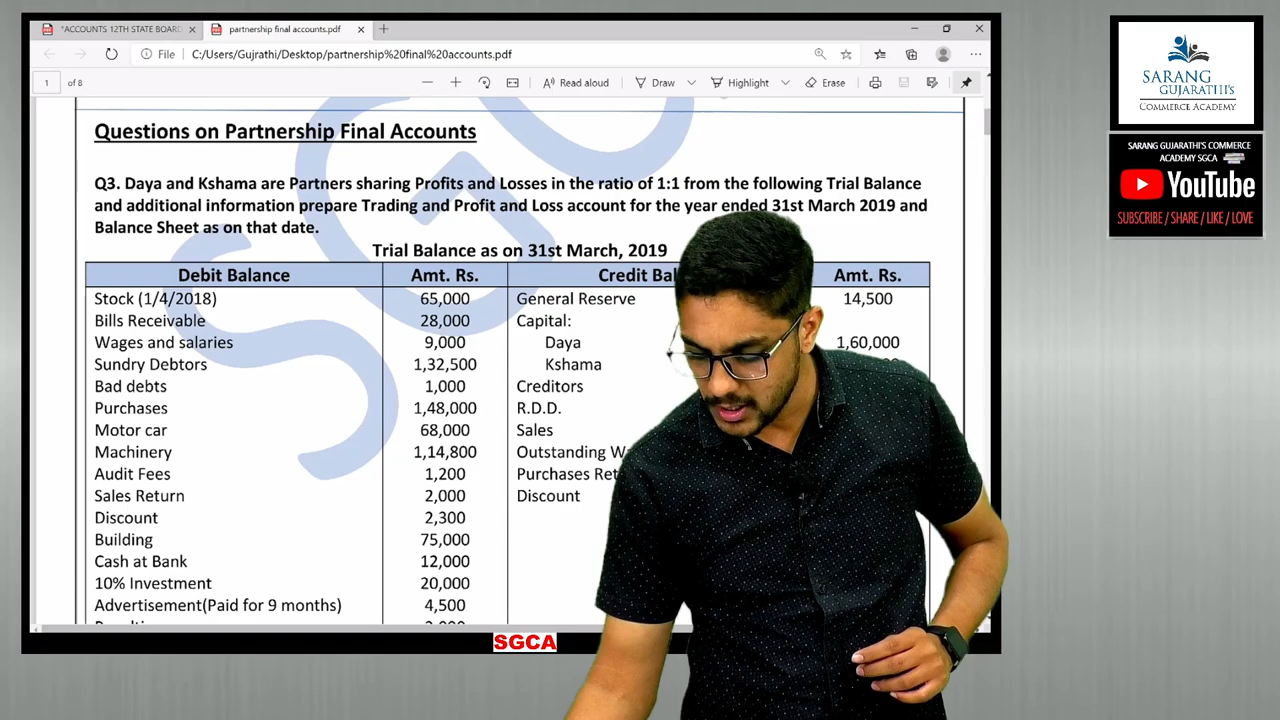 *ACCOUNTS 12TH STATE BOARD
partnership final accounts.pdf
File
C:/Users/Gujrathi/Desktop/partnership%20final%20accounts.pdf
1 of 8
Read aloud
Draw
Highlight
Erase
Questions on Partnership Final Accounts
Q3. Daya and Kshama are Partners sharing Profits and Losses in the ratio of 1:1 from the following Trial Balance
and additional information prepare Trading and Profit and Loss account for the year ended 31st March 2019 and
Balance Sheet as on that date.
Trial Balance as on 31st March, 2019
Debit Balance Amt. Rs. Credit Amt. Rs.
Stock (1/4/2018) 65,000 General Reserve 14,500
Bills Receivable 28,000 Capital:
Wages and salaries 9,000 Daya 1,60,000
Sundry Debtors 1,32,500 Kshama
Bad debts 1,000 Creditors
Purchases 1,48,000 R.D.D.
Motor car 68,000 Sales
Machinery 1,14,800 Outstanding
Audit Fees 1,200 Purchases
Sales Return 2,000 Discount
Discount 2,300
Building 75,000
Cash at Bank 12,000
10% Investment 20,000
Advertisement(Paid for 9 months) 4,500
SGCA
SARANG
GUJARATHI'S
COMMERCE ACADEMY
SARANG GUJARATHI'S COMMERCE
ACADEMY SGCA
YouTube
SUBSCRIBE / SHARE / LIKE / LOVE